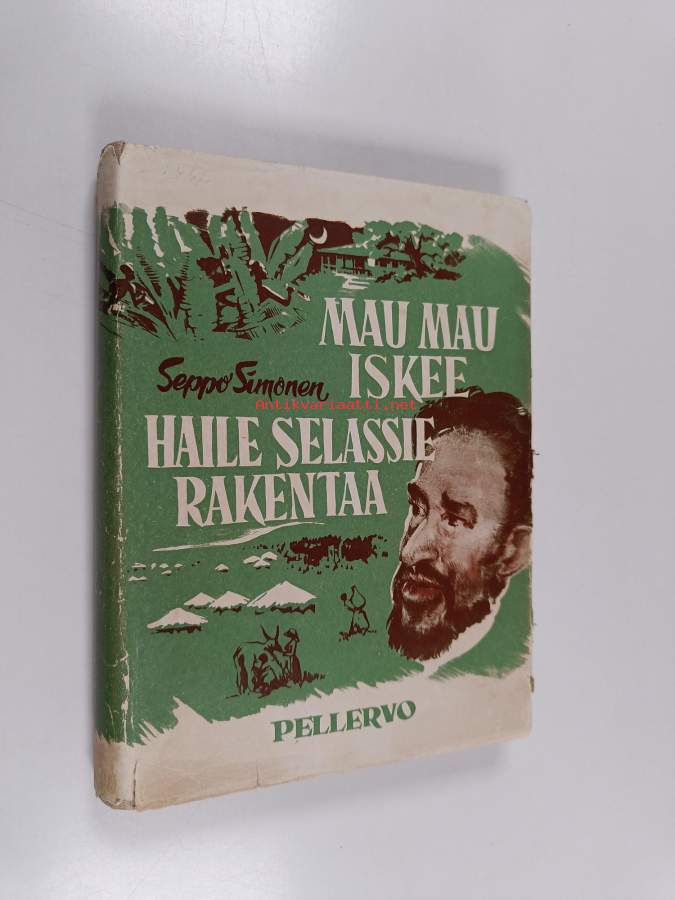 MAU MAU
ISKEE
Seppo Simonen
Antikvariaatti.net
HAILE SELASSIE
RAKENTAA
PELLERVO